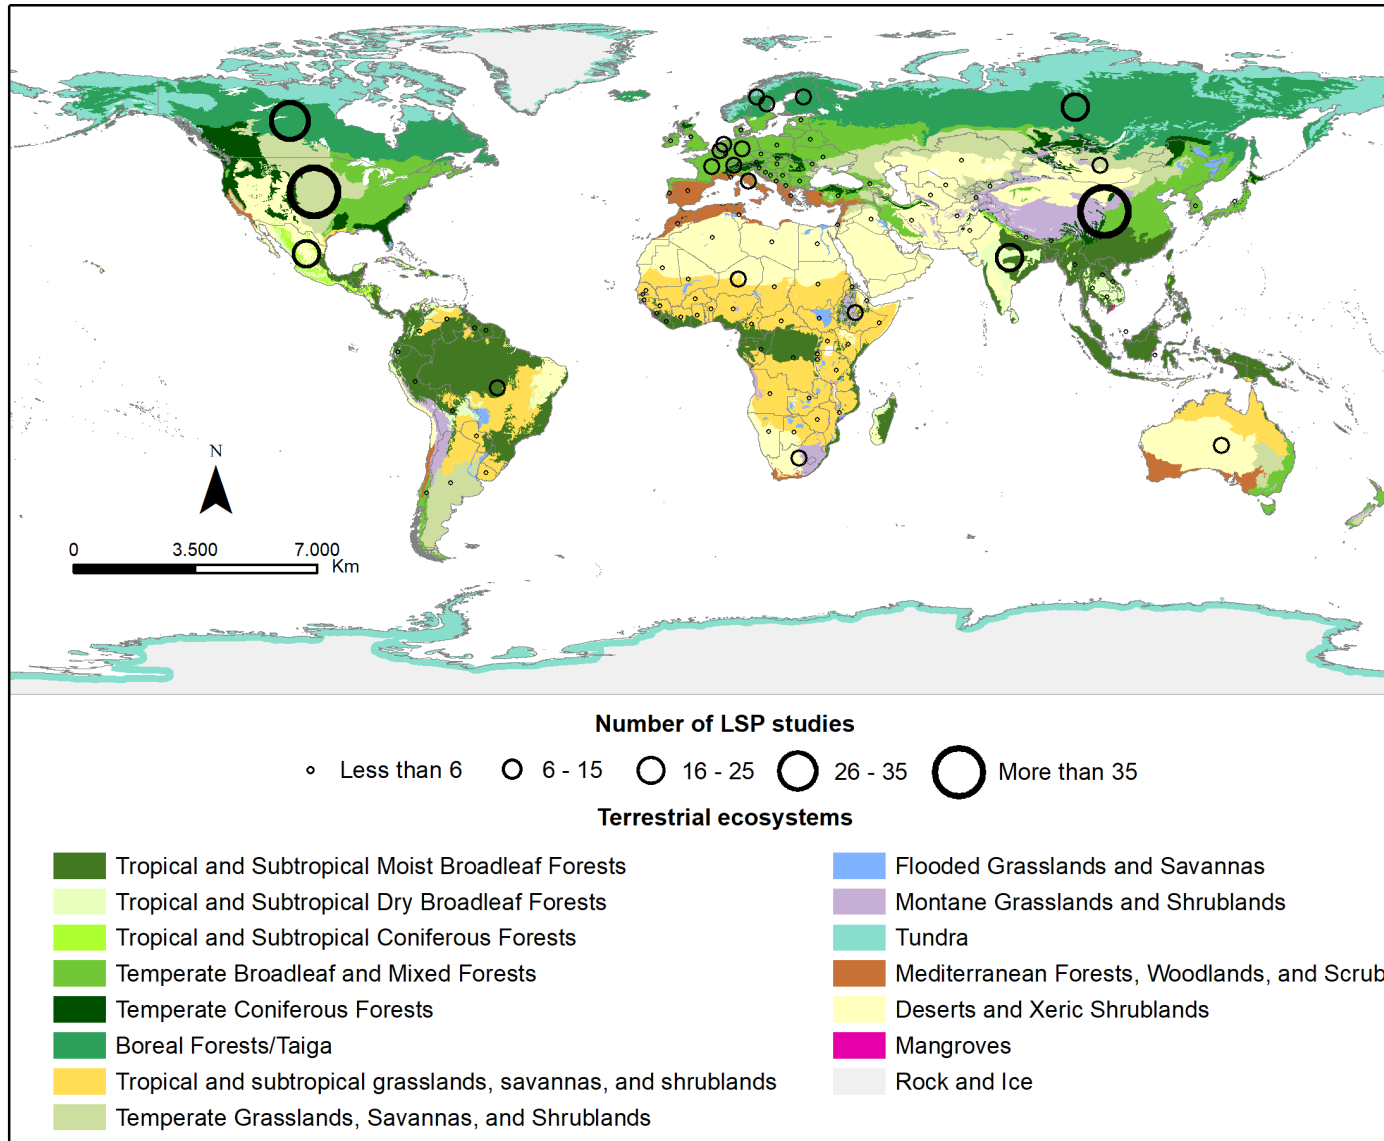 N
0 3.500 7.000
Km
Number of LSP studies
Less than 6 6 - 15 16 - 25 26 - 35 More than 35
Terrestrial ecosystems
Tropical and Subtropical Moist Broadleaf Forests
Tropical and Subtropical Dry Broadleaf Forests
Tropical and Subtropical Coniferous Forests
Temperate Broadleaf and Mixed Forests
Temperate Coniferous Forests
Boreal Forests/Taiga
Tropical and subtropical grasslands, savannas, and shrublands
Temperate Grasslands, Savannas, and Shrublands
Flooded Grasslands and Savannas
Montane Grasslands and Shrublands
Tundra
Mediterranean Forests, Woodlands, and Scrub
Deserts and Xeric Shrublands
Mangroves
Rock and Ice